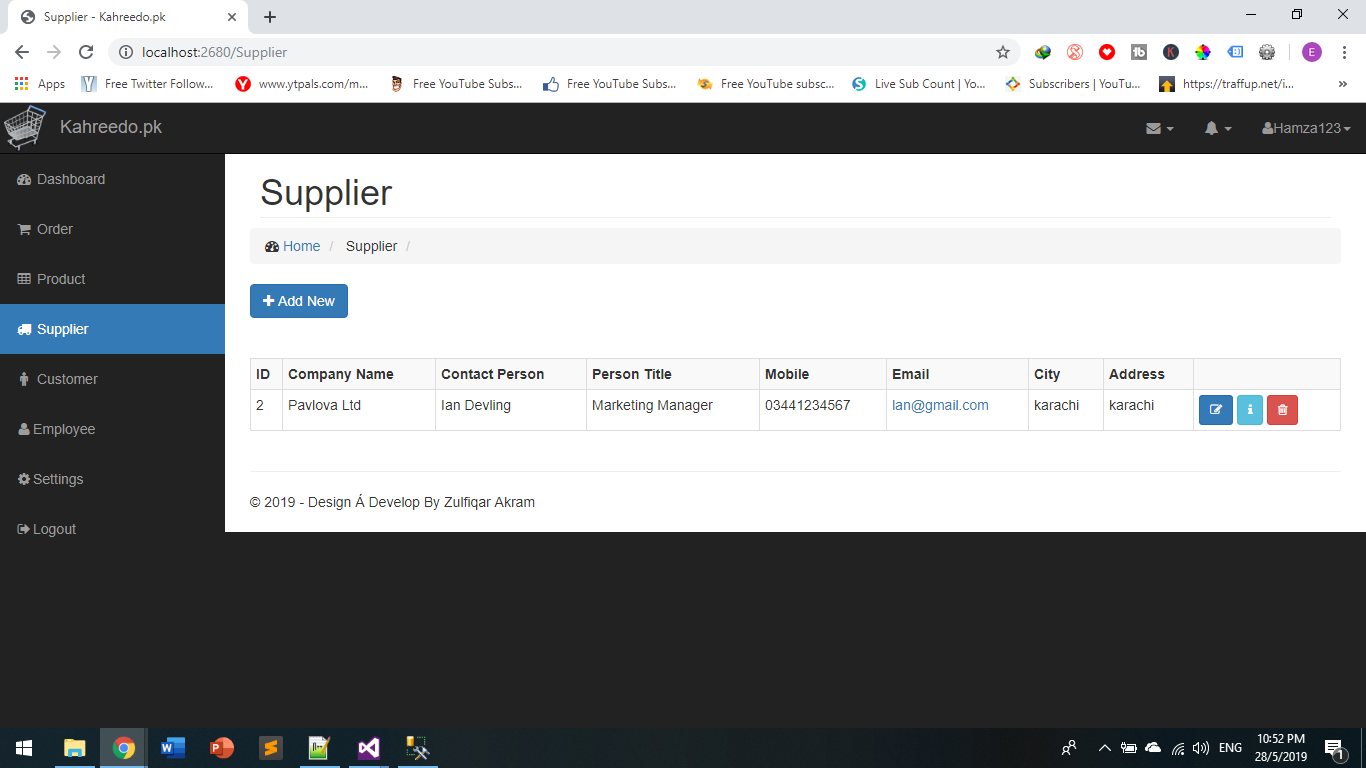 Supplier - Kahreedo.pk
localhost:2680/Supplier
Apps Free Twitter Follow... www.ytpals.com/m... Free YouTube Subs... Free YouTube Subs... Free YouTube subsc... Live Sub Count | Yo... Subscribers | YouTu... https://traffup.net/i... »
Kahreedo.pk Hamza123
Dashboard
Order
Product
Supplier
Customer
Employee
Settings
Logout
Supplier
Home / Supplier /
Add New
ID Company Name Contact Person Person Title Mobile Email City Address
2 Pavlova Ltd Ian Devling Marketing Manager 03441234567 Ian@gmail.com karachi karachi
© 2019 - Design Á Develop By Zulfiqar Akram
ENG 10:52 PM
28/5/2019 1